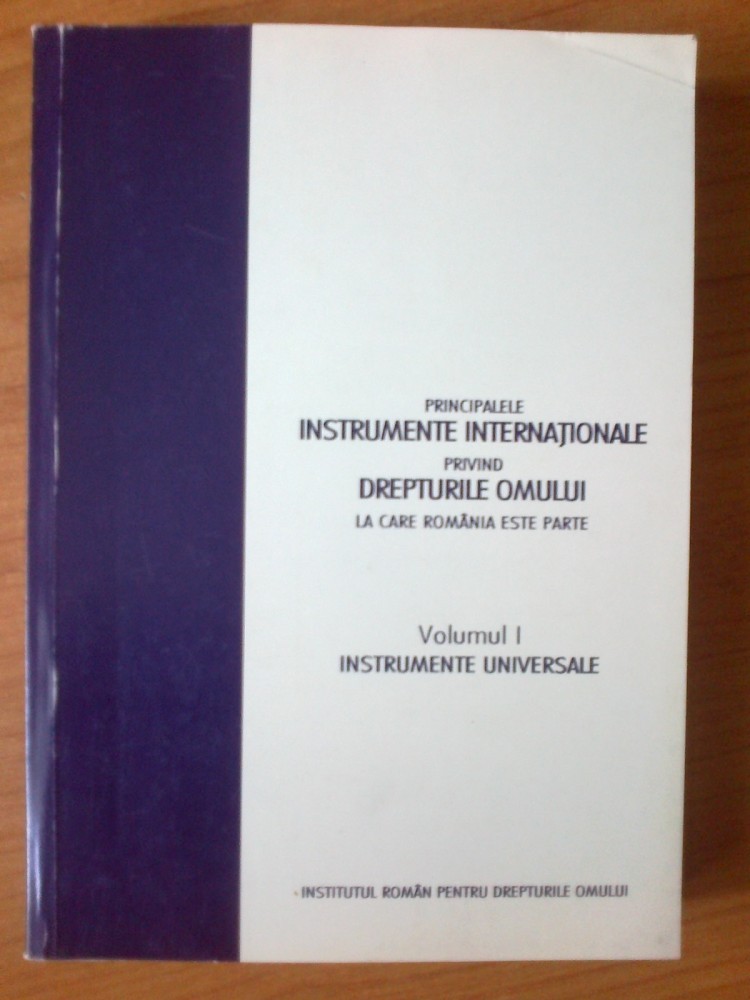 PRINCIPALELE
INSTRUMENTE INTERNAȚIONALE
PRIVIND
DREPTURILE OMULUI
LA CARE ROMÂNIA ESTE PARTE
Volumul I
INSTRUMENTE UNIVERSALE
INSTITUTUL ROMÂN PENTRU DREPTURILE OMULUI